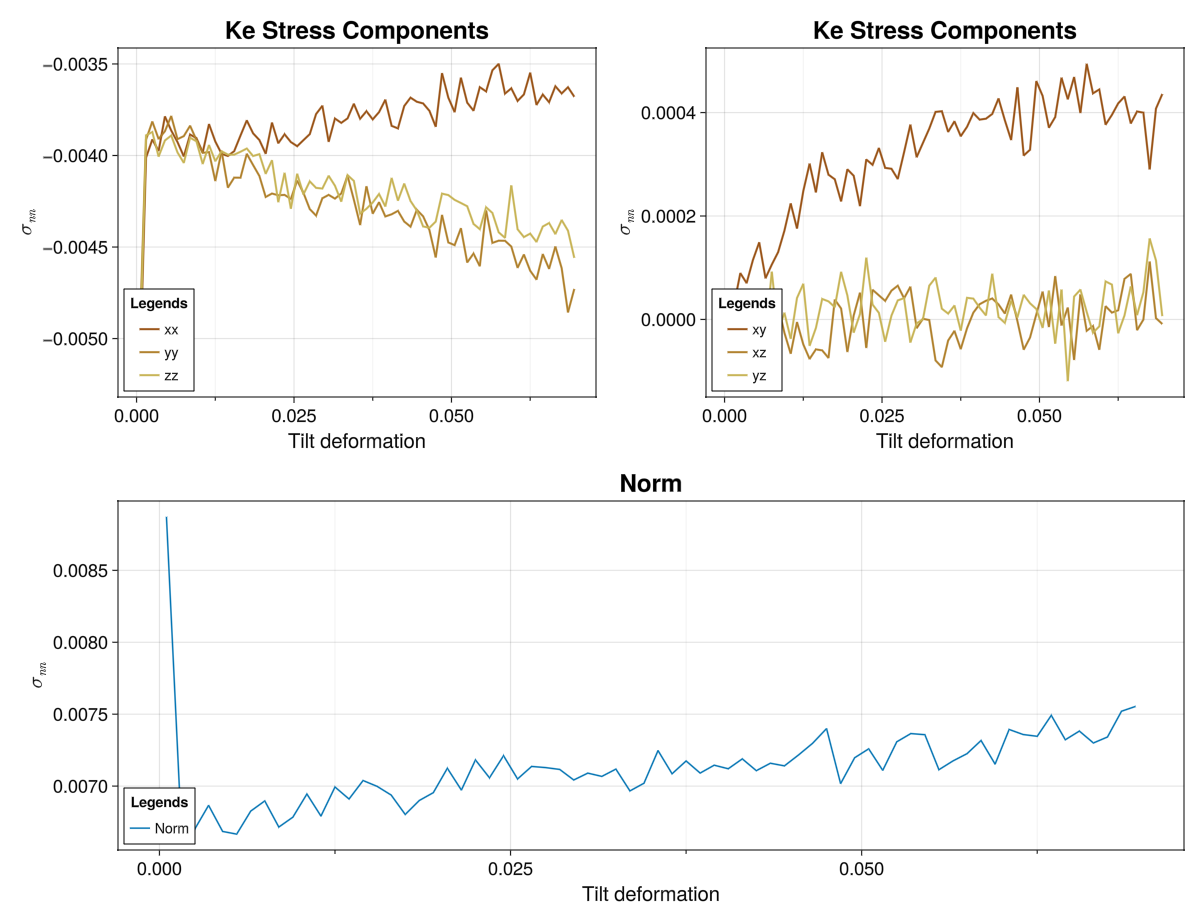 Ke Stress Components
−0.0035
−0.0040
−0.0045
−0.0050
σnn
Legends
xx
yy
zz
0.000 0.025 0.050
Tilt deformation
Ke Stress Components
0.0004
0.0002
0.0000
σnn
Legends
xy
xz
yz
0.000 0.025 0.050
Tilt deformation
Norm
0.0085
0.0080
0.0075
0.0070
σnn
Legends
Norm
0.000 0.025 0.050
Tilt deformation